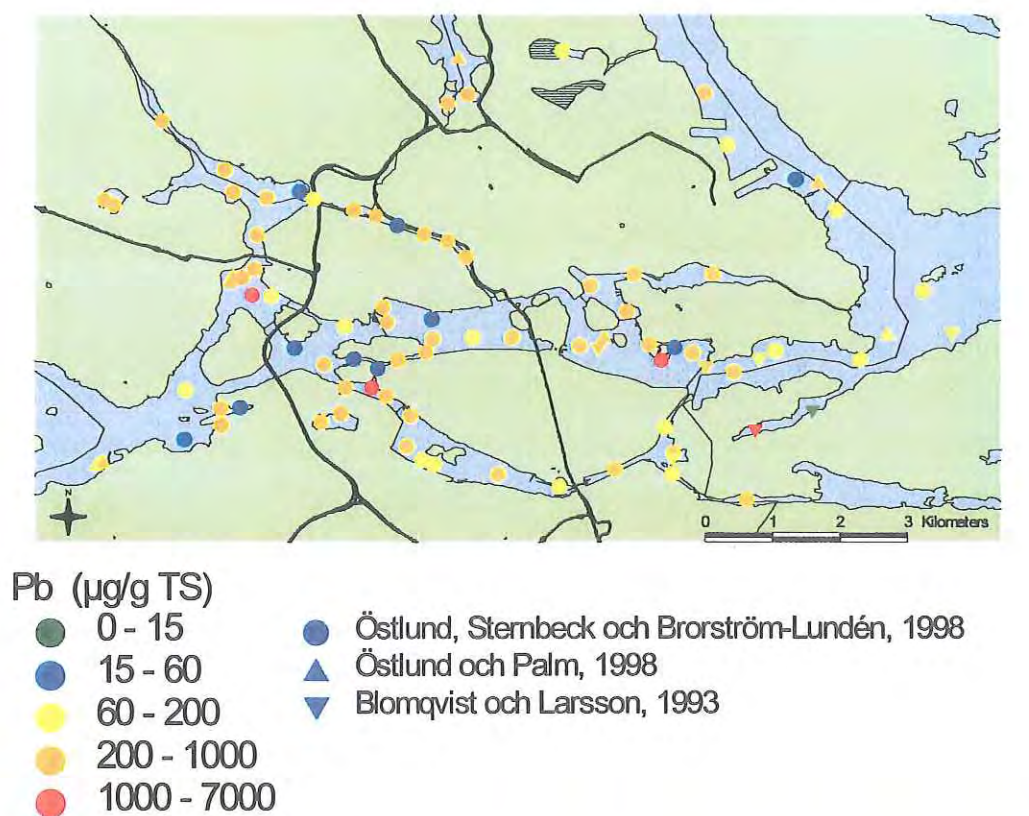 N
0 1 2 3 Kilometers
Pb (µg/g TS)
0 - 15
15 - 60
60 - 200
200 - 1000
1000 - 7000
Östlund, Sternbeck och Brorström-Lundén, 1998
Östlund och Palm, 1998
Blomqvist och Larsson, 1993